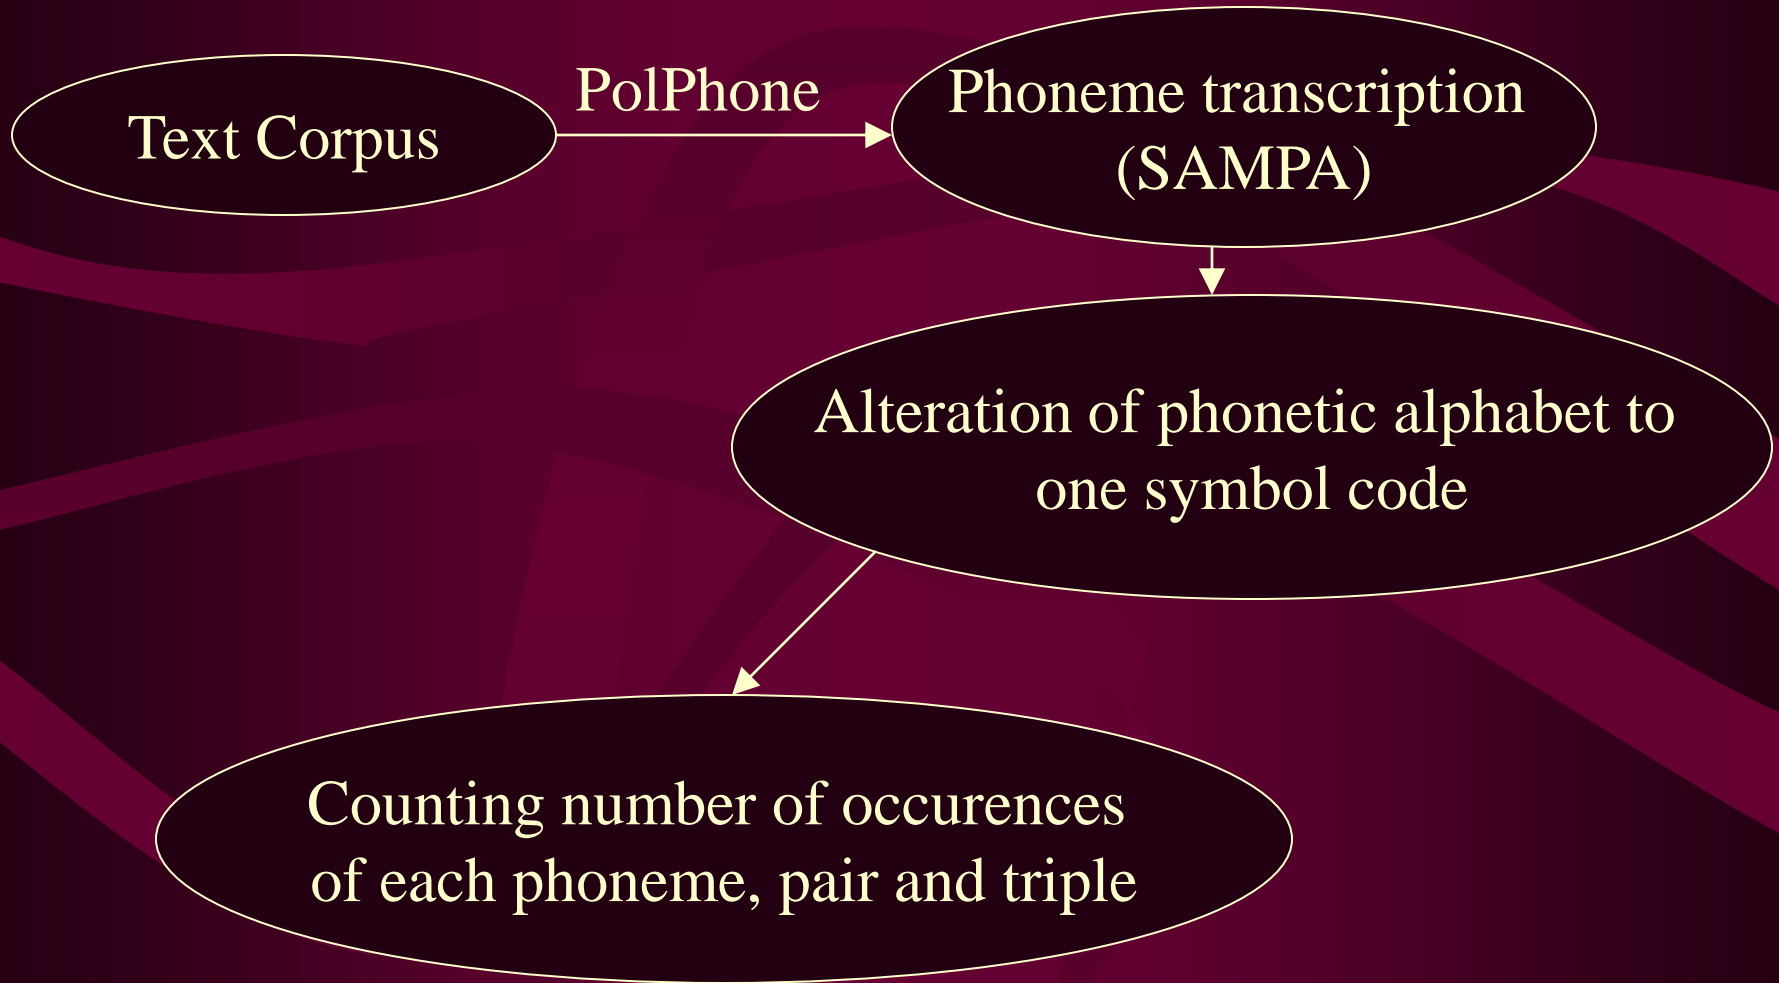 Text Corpus
PolPhone
Phoneme transcription
(SAMPA)
Alteration of phonetic alphabet to
one symbol code
Counting number of occurences
of each phoneme, pair and triple